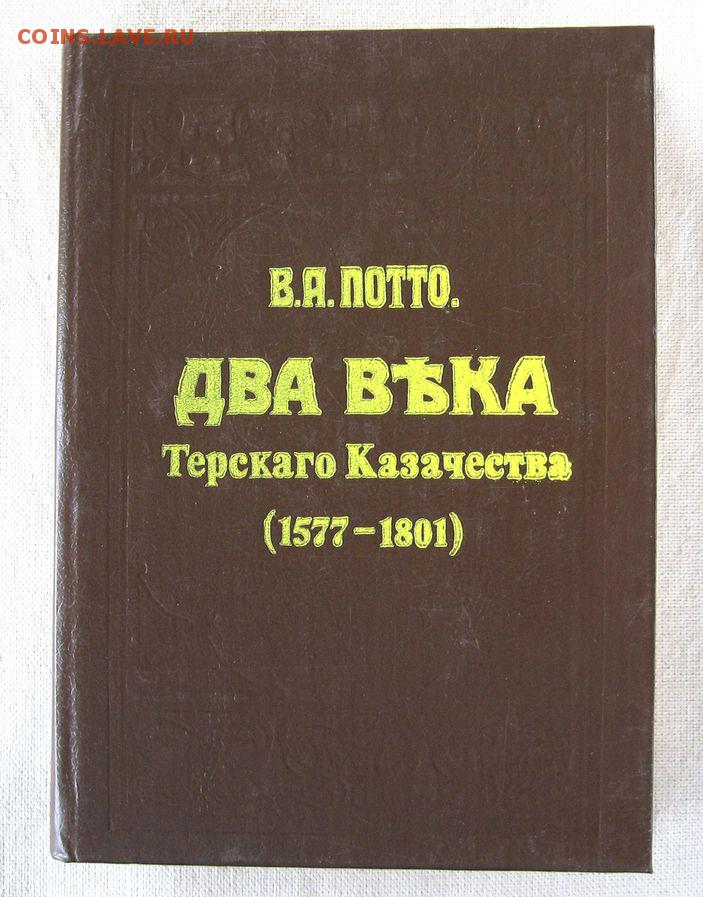 COINS.LAVE.RU
В.А. ПОТТО.
ДВА ВѢКА
Терскаго Казачества
(1577–1801)